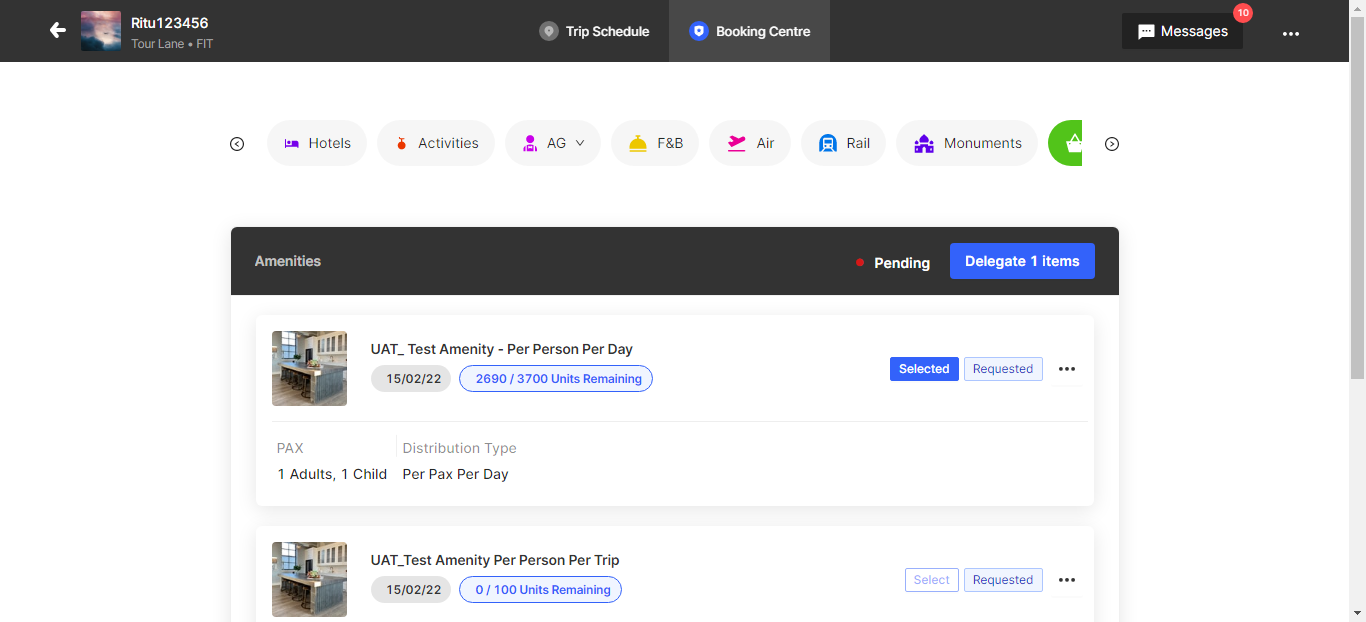 Ritu123456
Tour Lane • FIT
Trip Schedule
Booking Centre
Messages
10
Hotels
Activities
AG
F&B
Air
Rail
Monuments
Amenities
Pending
Delegate 1 items
UAT_ Test Amenity - Per Person Per Day
15/02/22
2690 / 3700 Units Remaining
Selected
Requested
PAX
Distribution Type
1 Adults, 1 Child
Per Pax Per Day
UAT_Test Amenity Per Person Per Trip
15/02/22
0 / 100 Units Remaining
Select
Requested